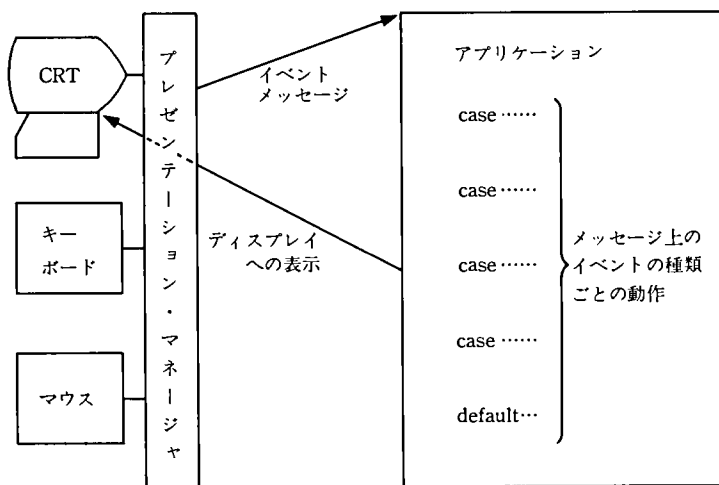 CRT
キー
ボード
マウス
プレゼンテーション・マネージャ
イベント
メッセージ
ディスプレイ
への表示
アプリケーション
case ……
case ……
case ……
case ……
default…
メッセージ上の
イベントの種類
ごとの動作